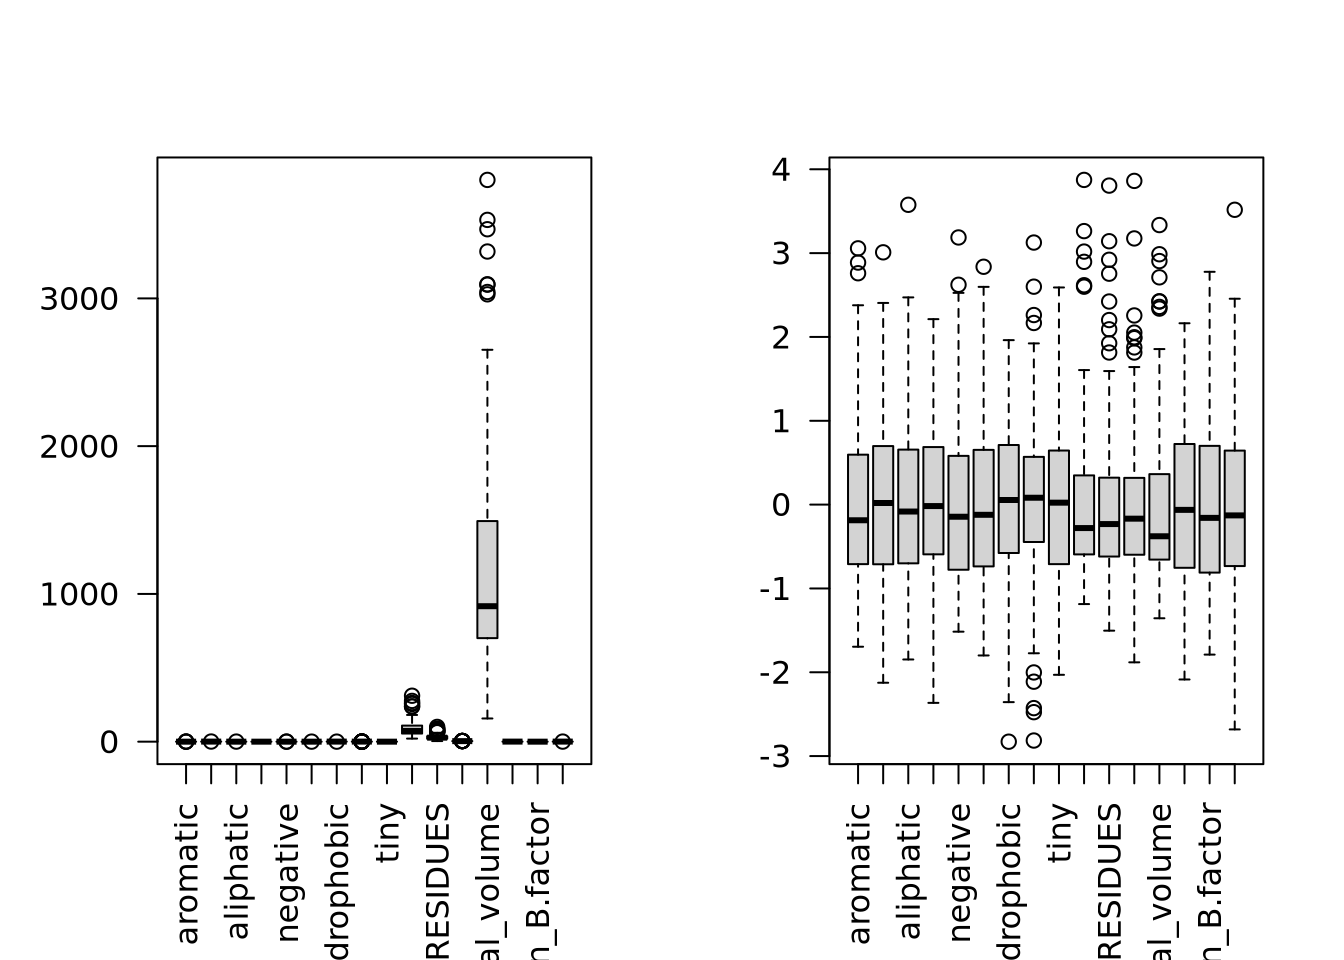 3000
2000
1000
0
aromatic
aliphatic
negative
drophobic
tiny
RESIDUES
al_volume
n_B.factor
4
3
2
1
0
-1
-2
-3
aromatic
aliphatic
negative
drophobic
tiny
RESIDUES
al_volume
n_B.factor